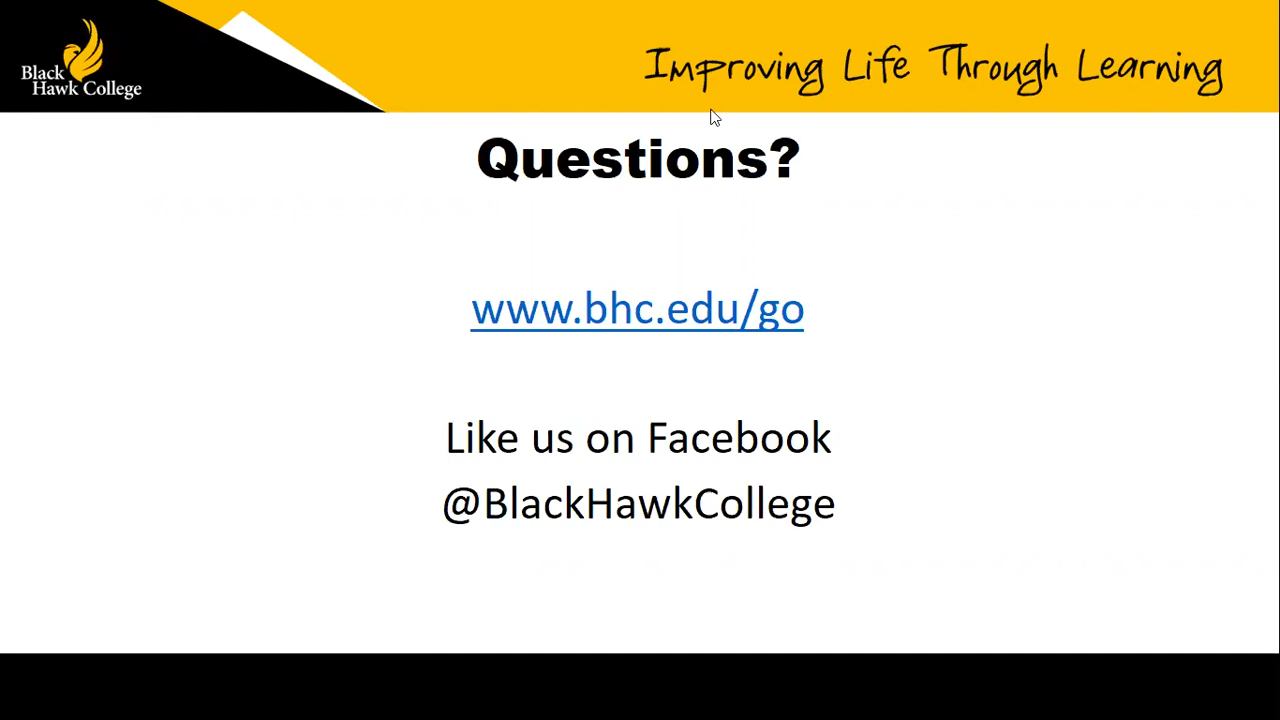 Black
Hawk College
Improving Life Through Learning
Questions?
www.bhc.edu/go
Like us on Facebook
@BlackHawkCollege